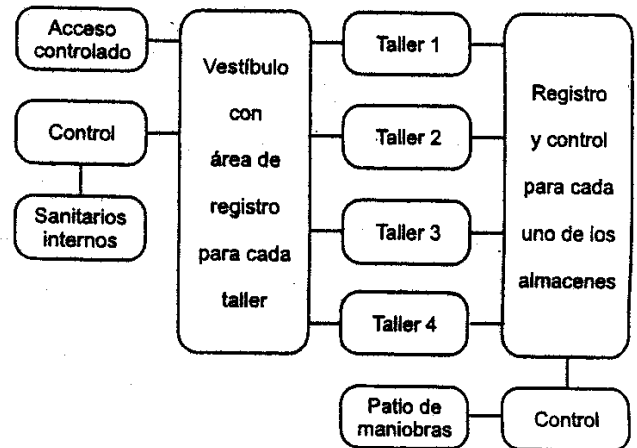 Acceso
controlado
Control
Sanitarios
internos
Vestíbulo
con
área de
registro
para cada
taller
Taller 1
Taller 2
Taller 3
Taller 4
Registro
y control
para cada
uno de los
almacenes
Patio de
maniobras
Control